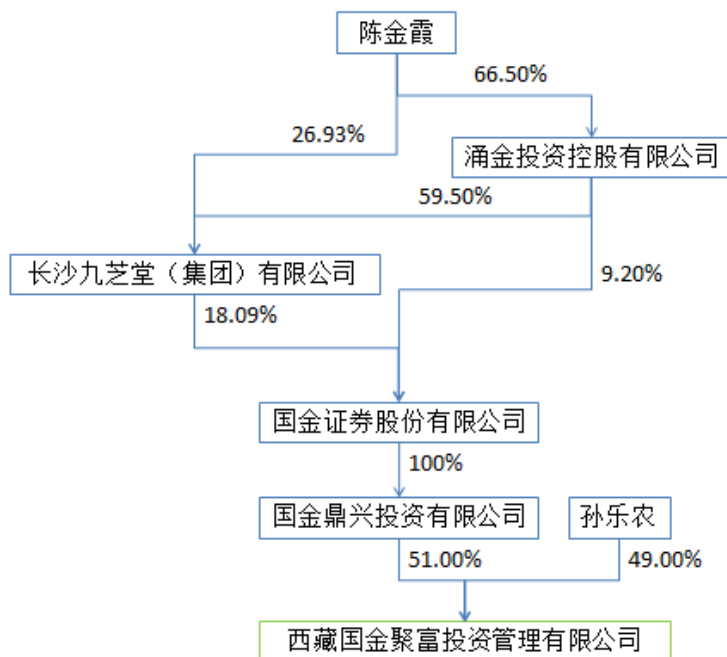 陈金霞
66.50%
26.93%
涌金投资控股有限公司
59.50%
长沙九芝堂（集团）有限公司
9.20%
18.09%
国金证券股份有限公司
100%
国金鼎兴投资有限公司
孙乐农
51.00%
49.00%
西藏国金聚富投资管理有限公司